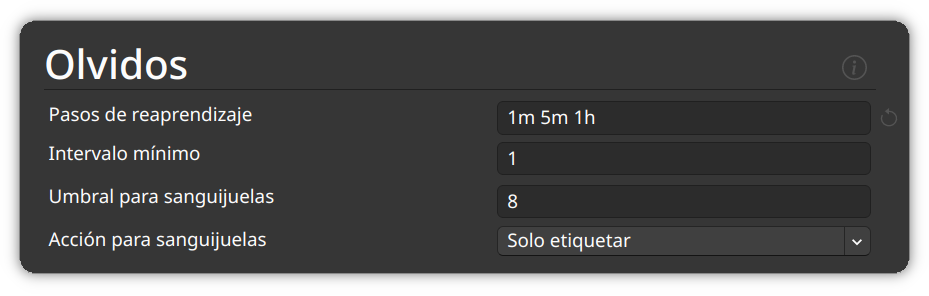 Olvidos
Pasos de reaprendizaje 1m 5m 1h
Intervalo mínimo 1
Umbral para sanguijuelas 8
Acción para sanguijuelas Solo etiquetar